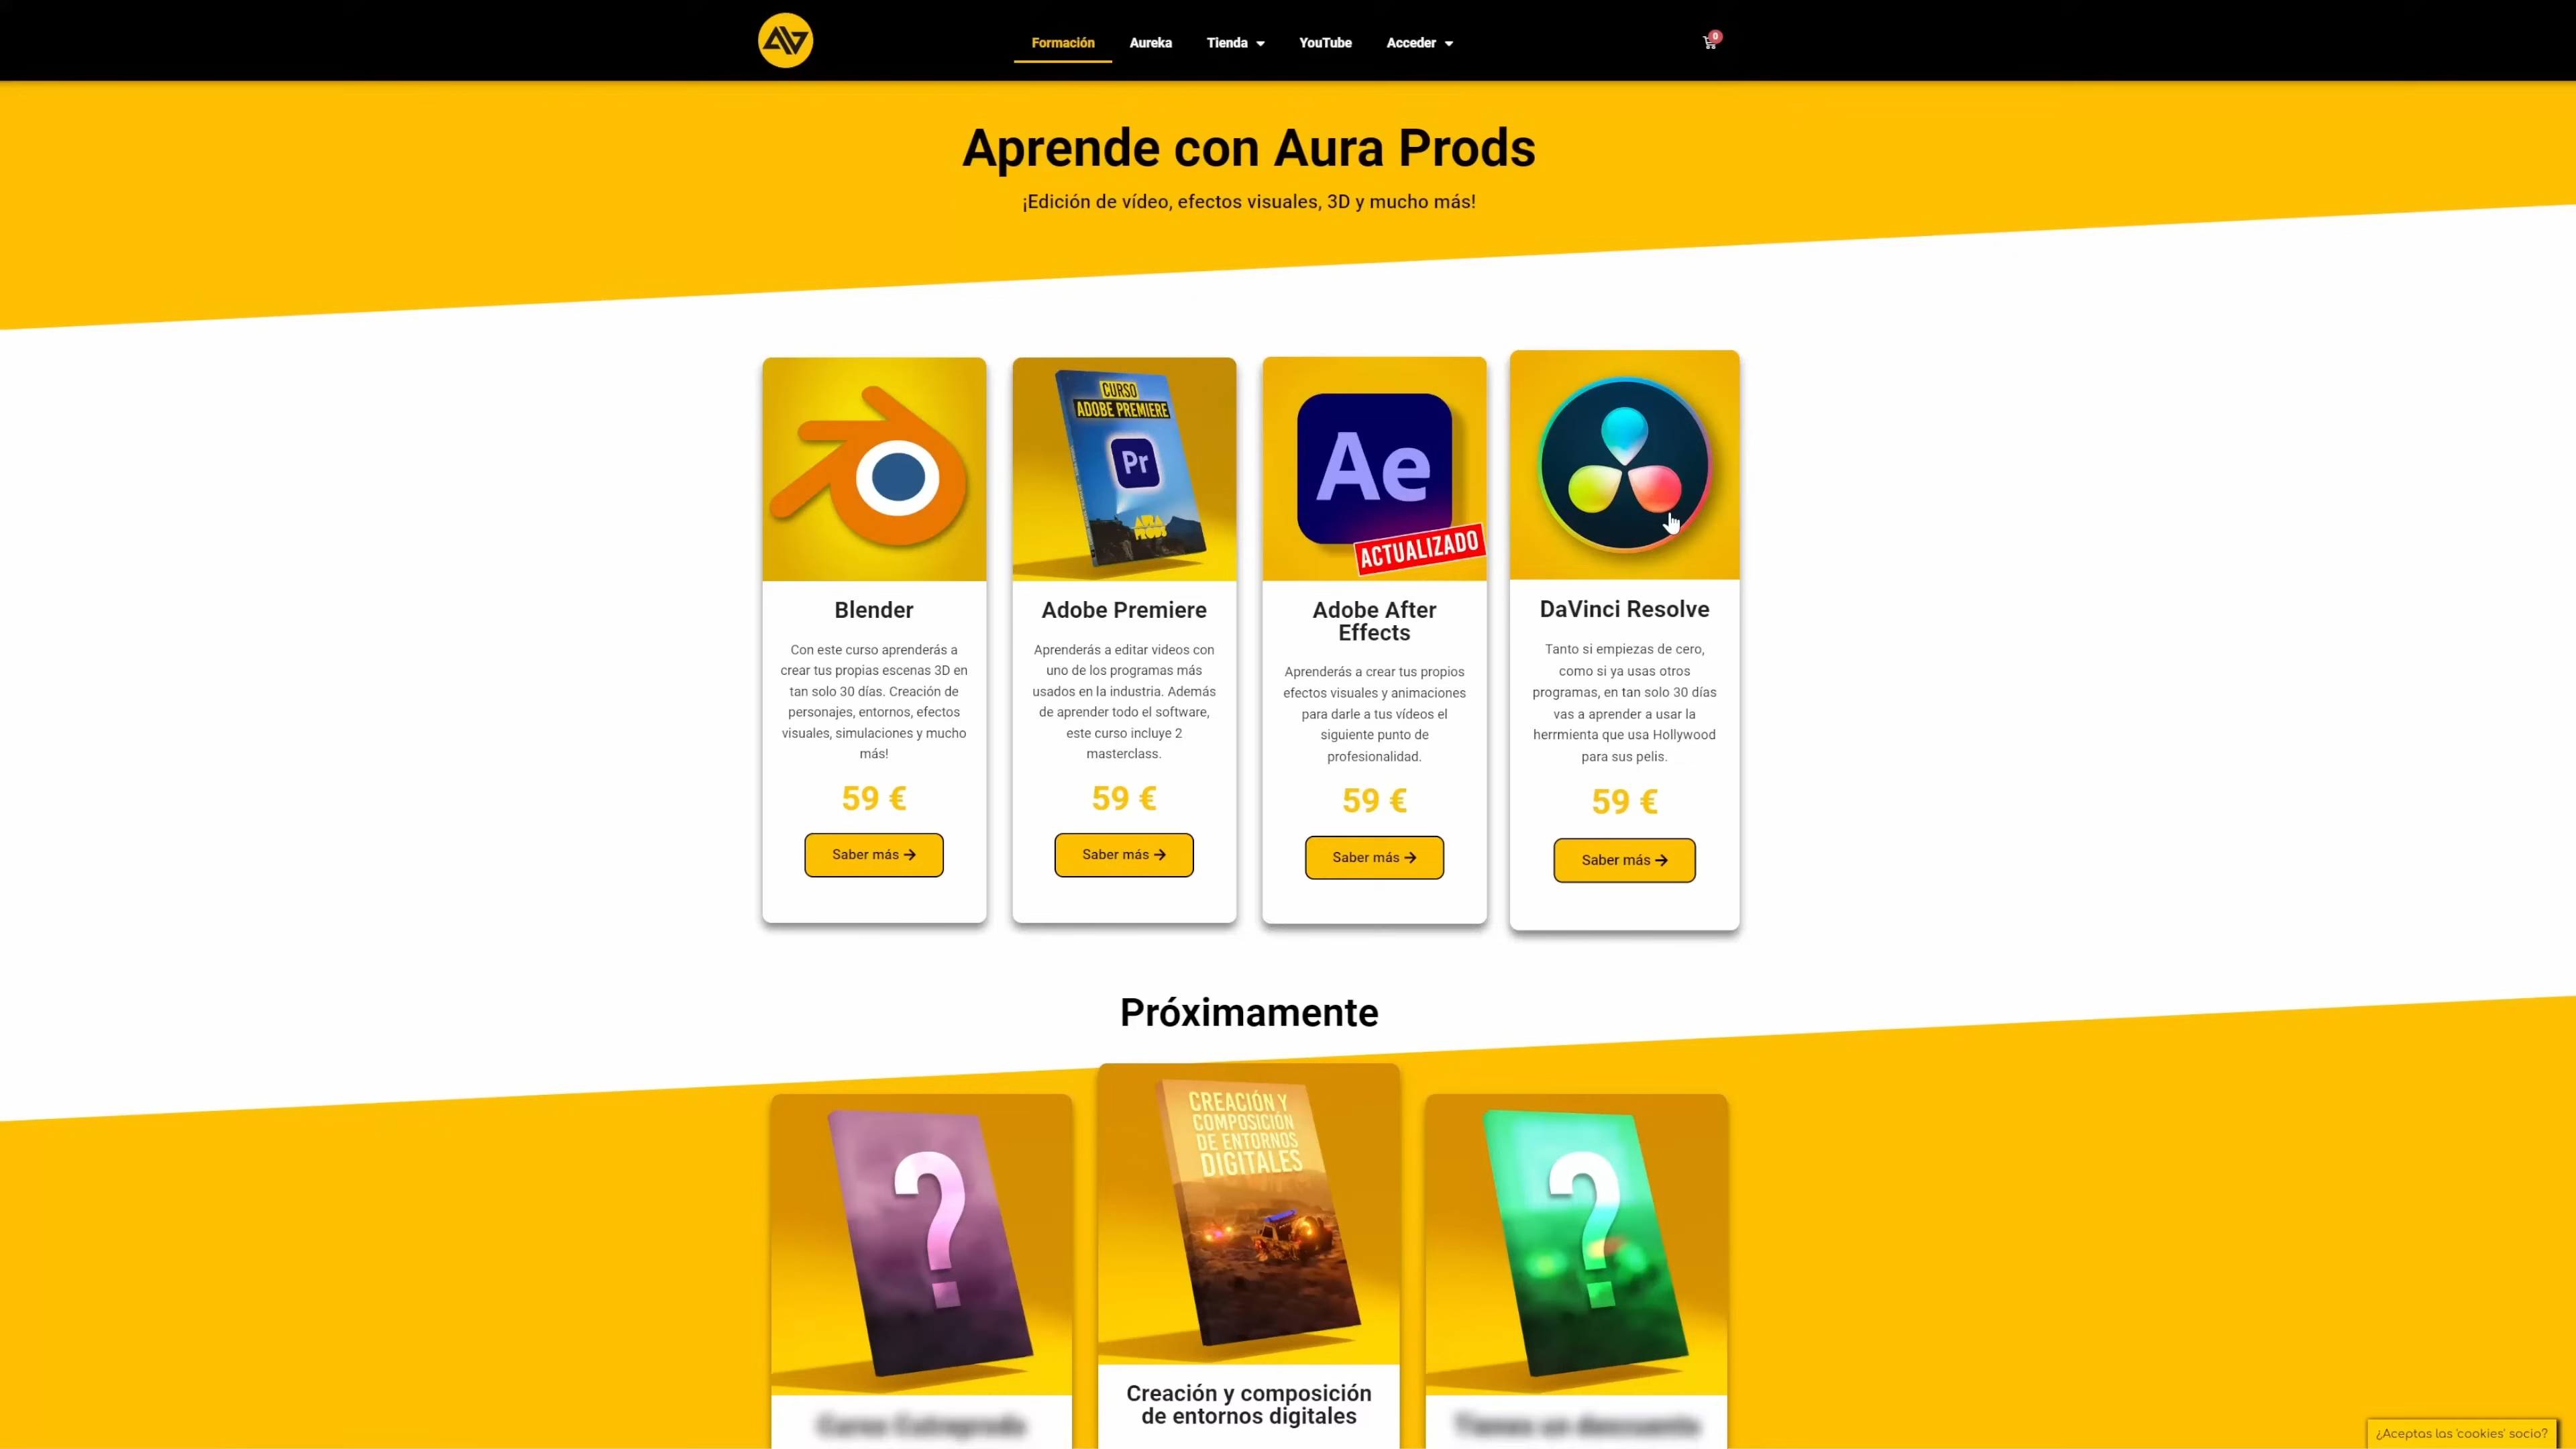 Formación
Aureka
Tienda
YouTube
Acceder
0
Aprende con Aura Prods
¡Edición de vídeo, efectos visuales, 3D y mucho más!
CURSO
ADOBE PREMIERE
Pr
AURA
PRODS
Ae
ACTUALIZADO
Blender
Con este curso aprenderás a
crear tus propias escenas 3D en
tan solo 30 días. Creación de
personajes, entornos, efectos
visuales, simulaciones y mucho
más!
59 €
Saber más
Adobe Premiere
Aprenderás a editar videos con
uno de los programas más
usados en la industria. Además
de aprender todo el software,
este curso incluye 2
masterclass.
59 €
Saber más
Adobe After
Effects
Aprenderás a crear tus propios
efectos visuales y animaciones
para darle a tus vídeos el
siguiente punto de
profesionalidad.
59 €
Saber más
DaVinci Resolve
Tanto si empiezas de cero,
como si ya usas otros
programas, en tan solo 30 días
vas a aprender a usar la
herrmienta que usa Hollywood
para sus pelis.
59 €
Saber más
Próximamente
?
CREACIÓN Y
COMPOSICIÓN
DE ENTORNOS
DIGITALES
?
Creación y composición
de entornos digitales
¿Aceptas las 'cookies' socio?